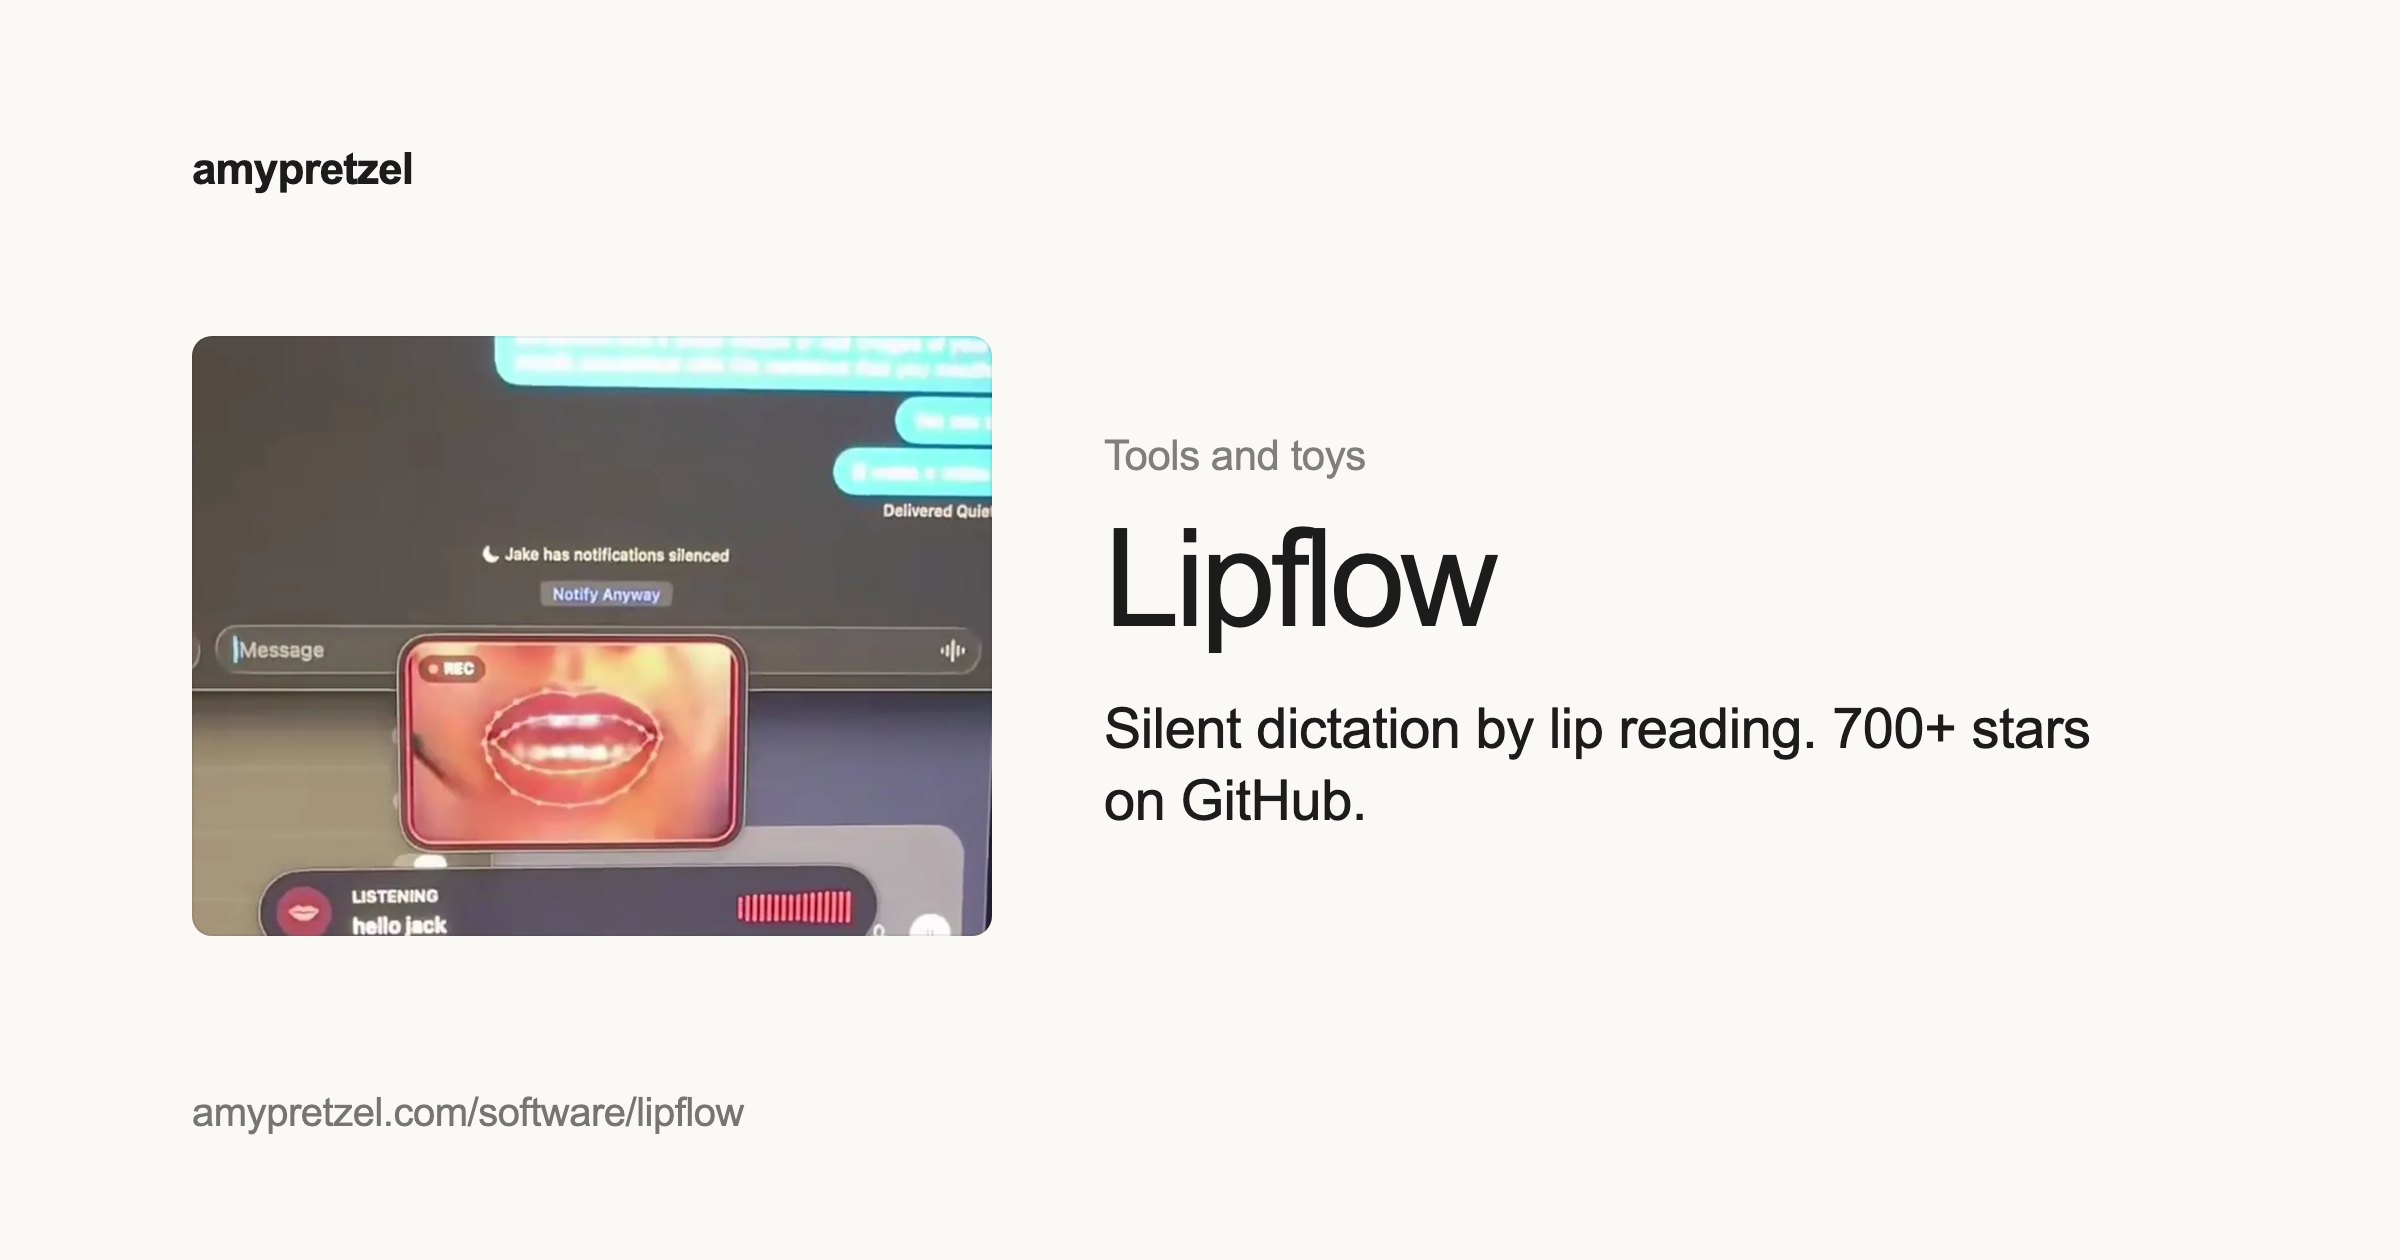 amypretzel
Delivered
Jake has notifications silenced
Notify Anyway
Message
REC
LISTENING
hello jack
Tools and toys
Lipflow
Silent dictation by lip reading. 700+ stars
on GitHub.
amypretzel.com/software/lipflow